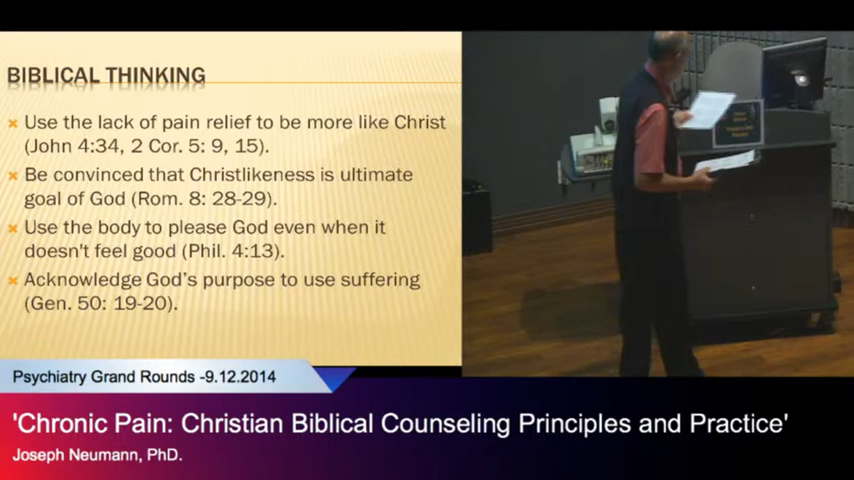 BIBLICAL THINKING
Use the lack of pain relief to be more like Christ
(John 4:34, 2 Cor. 5: 9, 15).
Be convinced that Christlikeness is ultimate
goal of God (Rom. 8: 28-29).
Use the body to please God even when it
doesn't feel good (Phil. 4:13).
Acknowledge God's purpose to use suffering
(Gen. 50: 19-20).
Psychiatry Grand Rounds -9.12.2014
'Chronic Pain: Christian Biblical Counseling Principles and Practice'
Joseph Neumann, PhD.